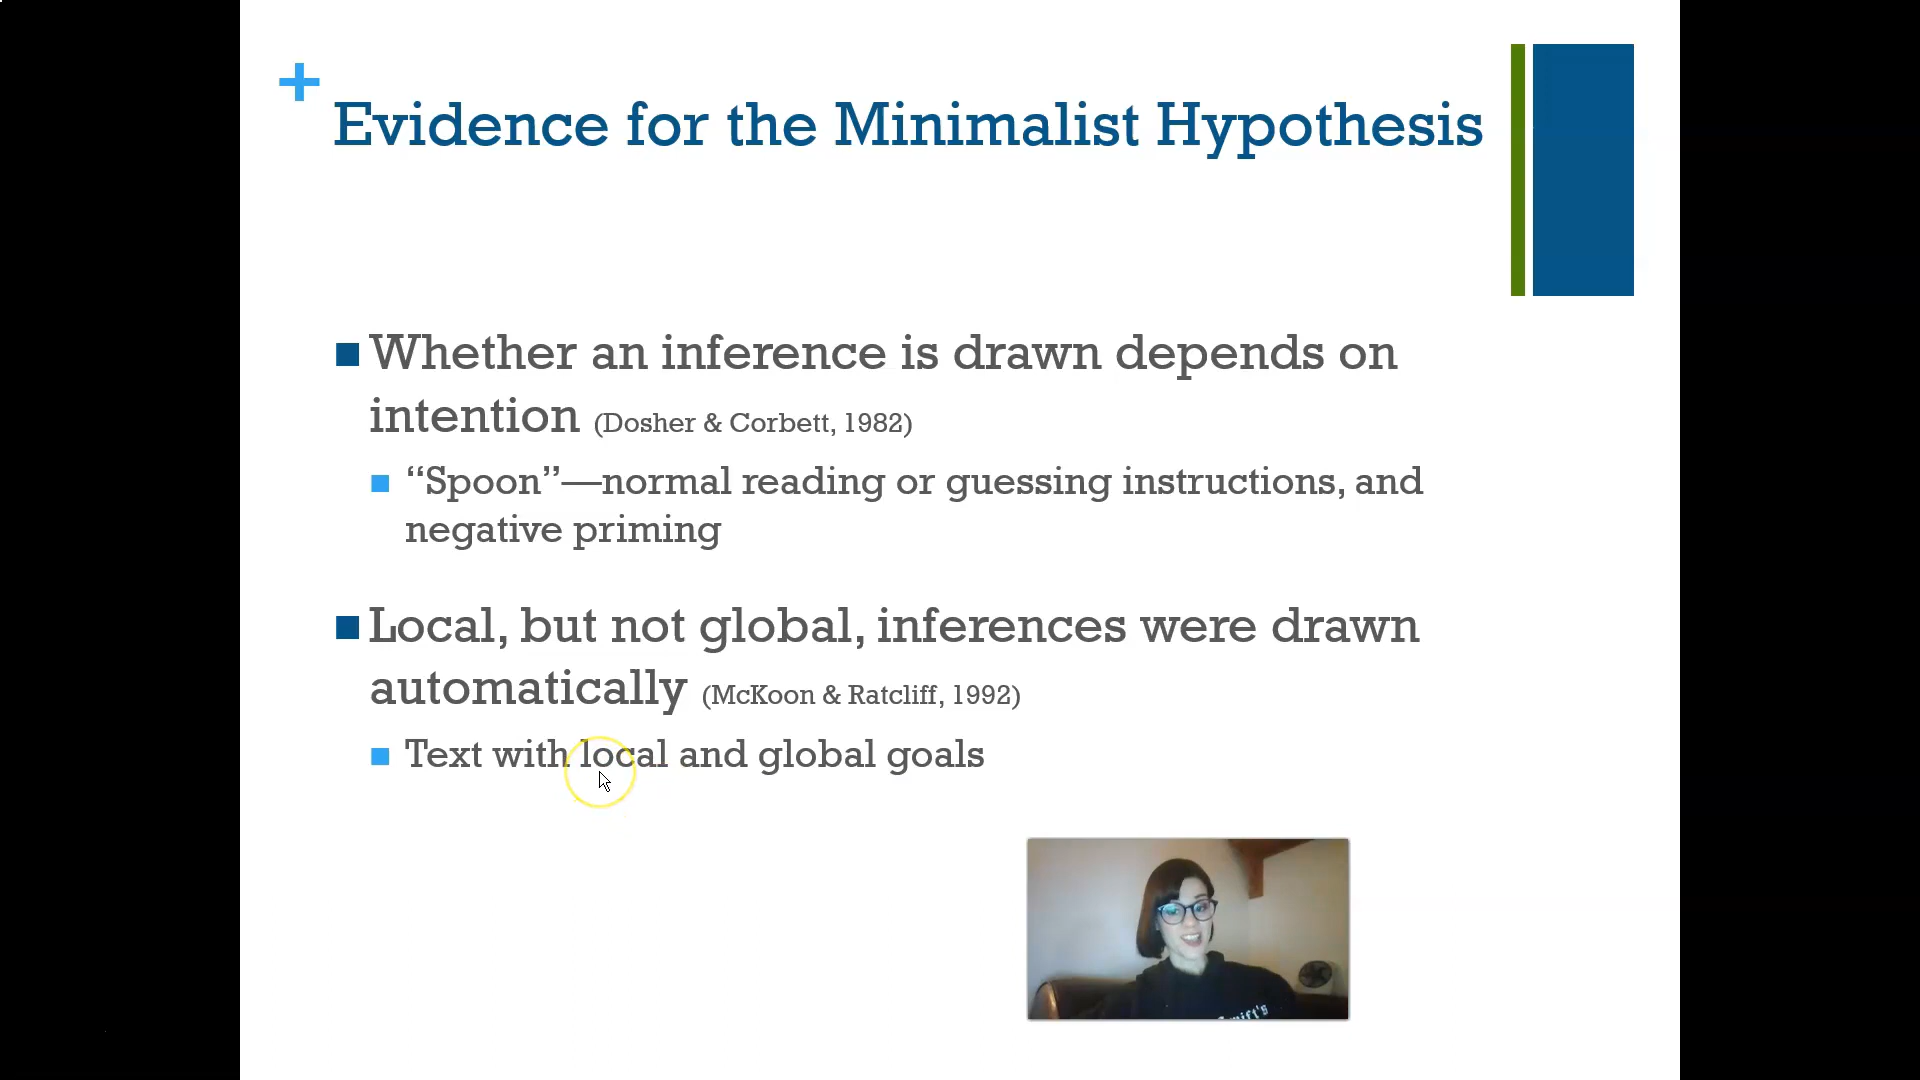 +
Evidence for the Minimalist Hypothesis
Whether an inference is drawn depends on
intention (Dosher & Corbett, 1982)
“Spoon”—normal reading or guessing instructions, and
negative priming
Local, but not global, inferences were drawn
automatically (McKoon & Ratcliff, 1992)
Text with local and global goals